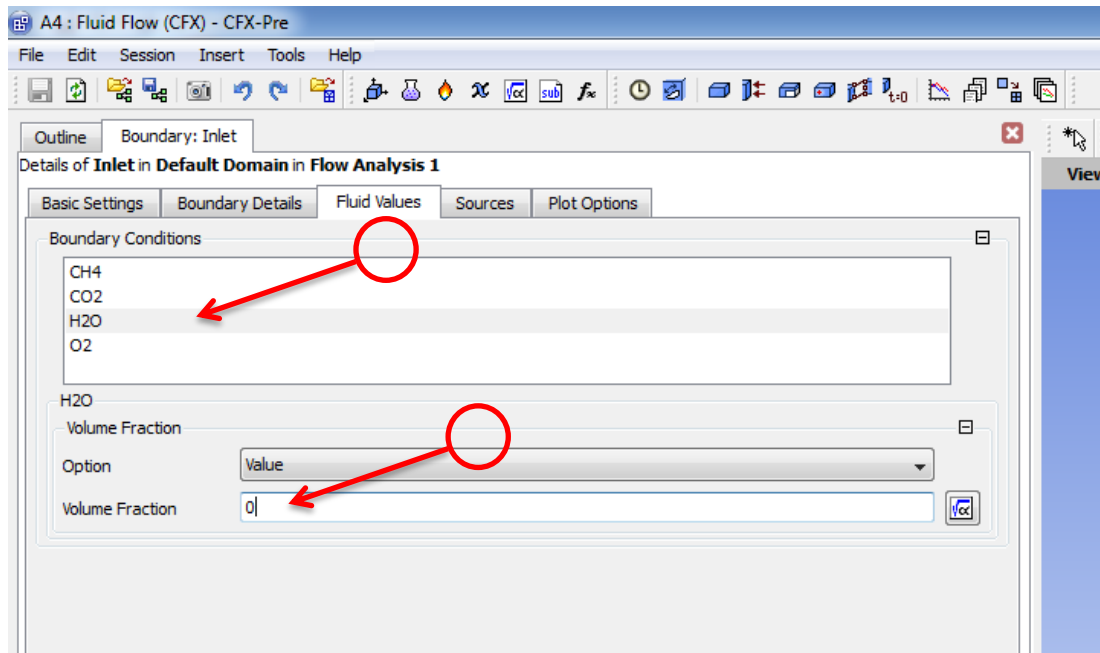 A4 : Fluid Flow (CFX) - CFX-Pre
File Edit Session Insert Tools Help
√α sub f∞ t=0
Outline Boundary: Inlet
Details of Inlet in Default Domain in Flow Analysis 1
View
Basic Settings Boundary Details Fluid Values Sources Plot Options
Boundary Conditions
CH4
CO2
H2O
O2
H2O
Volume Fraction
Option Value
Volume Fraction 0 √α